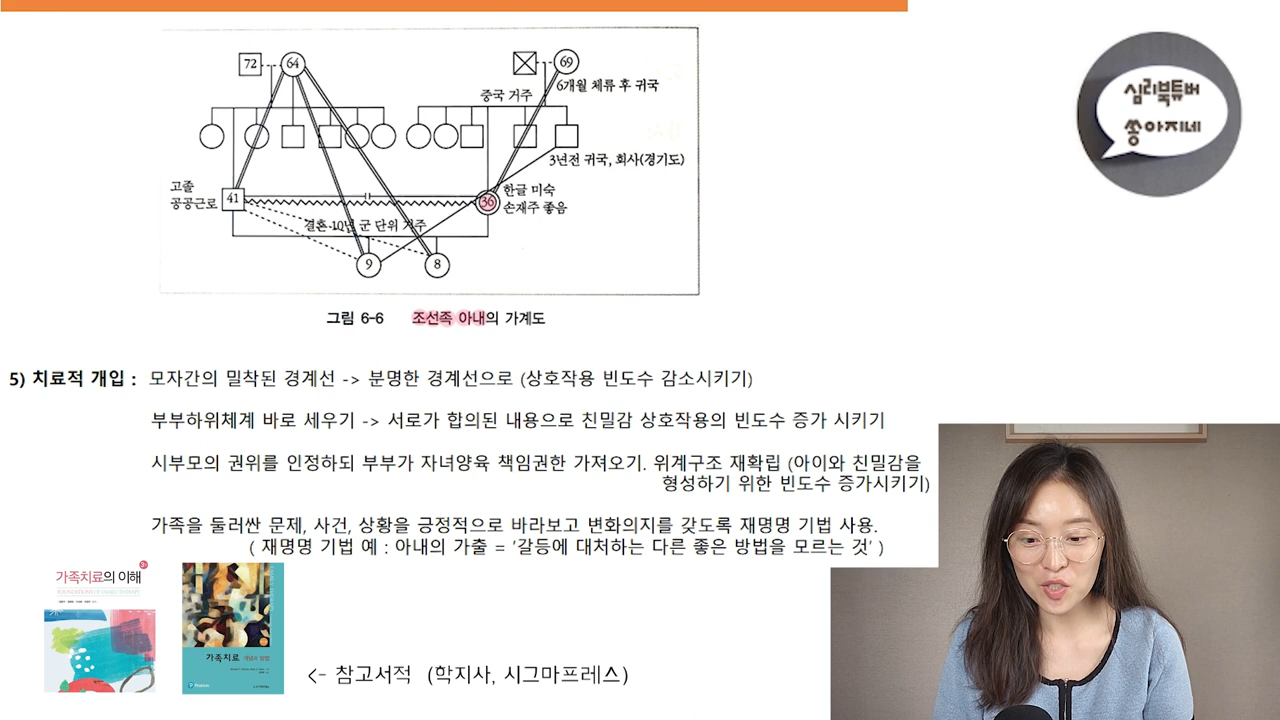 심리북튜버
쏭아지네
72
64
69
6개월 체류 후 귀국
중국 거주
3년전 귀국, 회사(경기도)
고졸
공공근로
41
36
한글 미숙
손재주 좋음
결혼 10년 군 단위 거주
9
8
그림 6-6 조선족 아내의 가계도
5) 치료적 개입 : 모자간의 밀착된 경계선 -> 분명한 경계선으로 (상호작용 빈도수 감소시키기)
부부하위체계 바로 세우기 -> 서로가 합의된 내용으로 친밀감 상호작용의 빈도수 증가 시키기
시부모의 권위를 인정하되 부부가 자녀양육 책임권한 가져오기. 위계구조 재확립 (아이와 친밀감을
형성하기 위한 빈도수 증가시키기)
가족을 둘러싼 문제, 사건, 상황을 긍정적으로 바라보고 변화의지를 갖도록 재명명 기법 사용.
( 재명명 기법 예 : 아내의 가출 = '갈등에 대처하는 다른 좋은 방법을 모르는 것' )
가족치료의 이해
가족치료 개념과 방법
Pearson
<- 참고서적 (학지사, 시그마프레스)